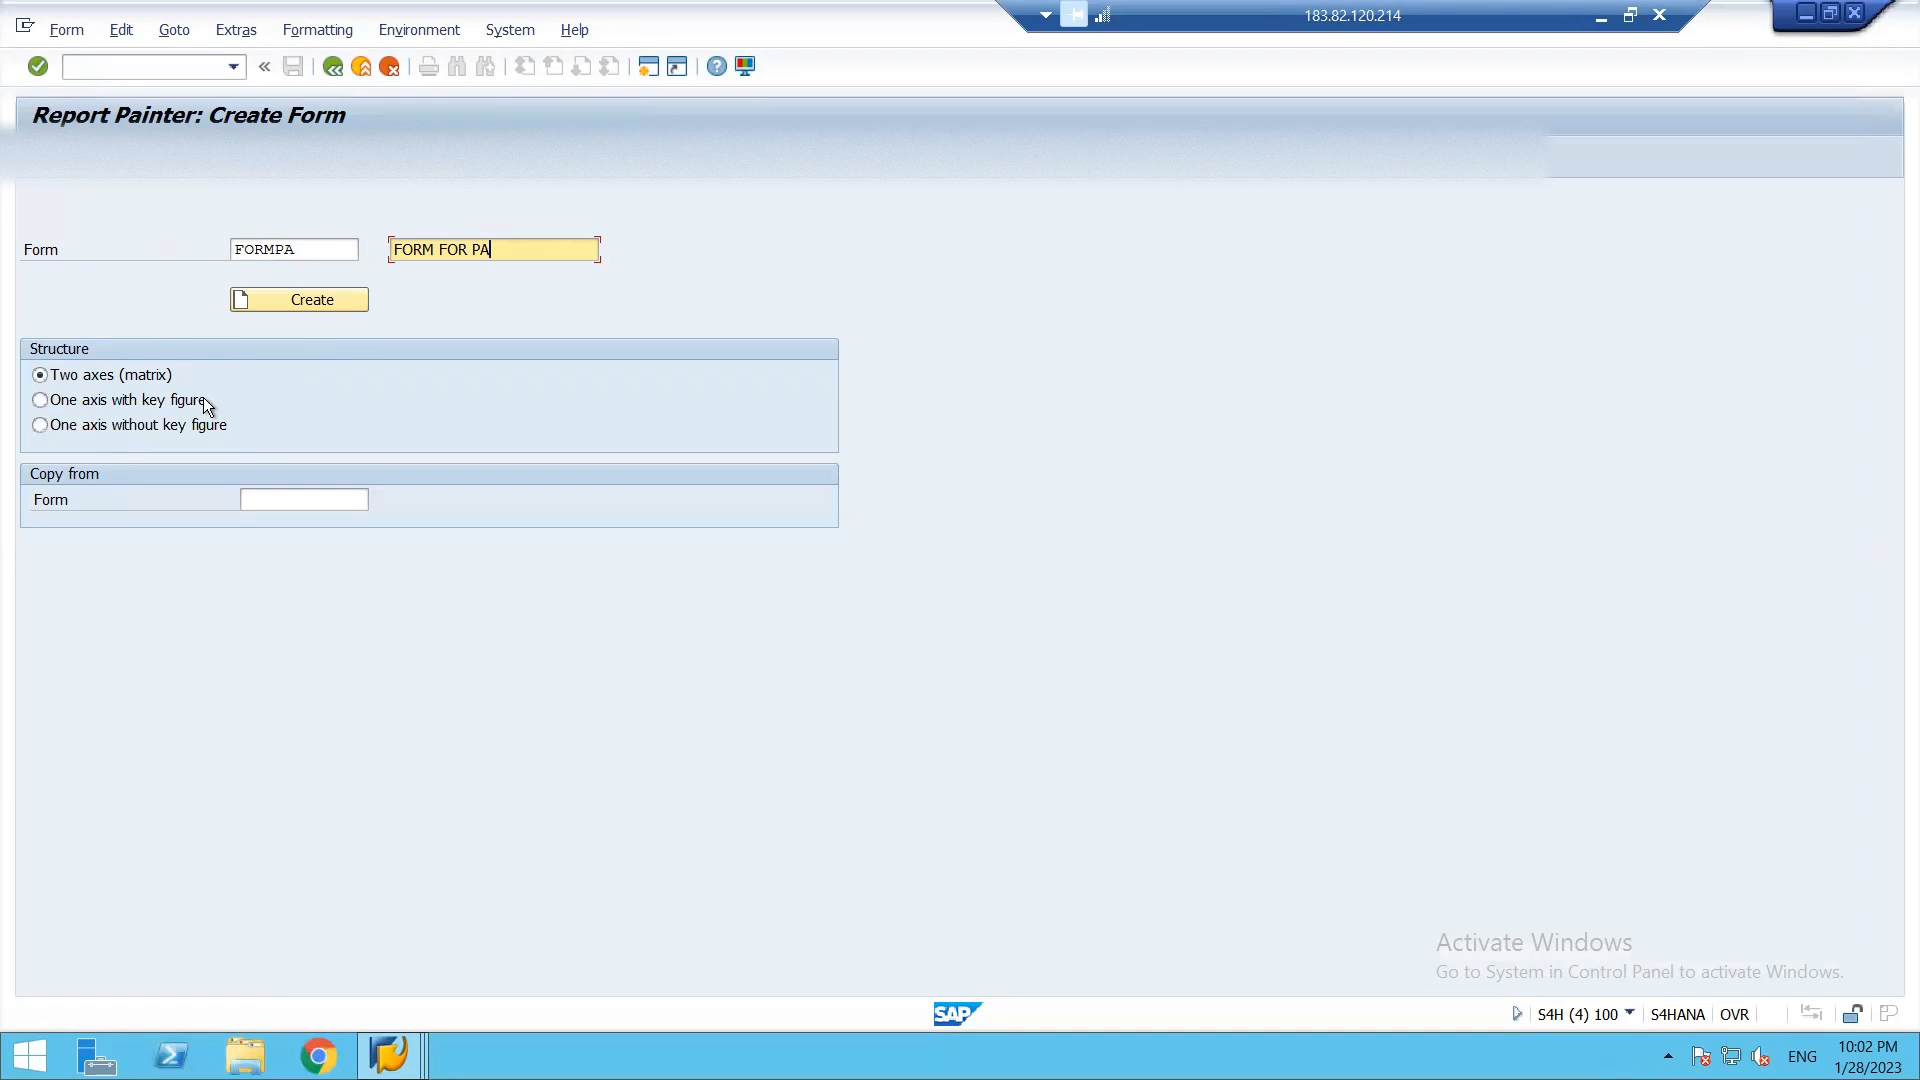 183.82.120.214
Form Edit Goto Extras Formatting Environment System Help
Report Painter: Create Form
Form FORMPA FORM FOR PA
Create
Structure
Two axes (matrix)
One axis with key figure
One axis without key figure
Copy from
Form
Activate Windows
Go to System in Control Panel to activate Windows.
SAP S4H (4) 100 S4HANA OVR
ENG 10:02 PM
1/28/2023